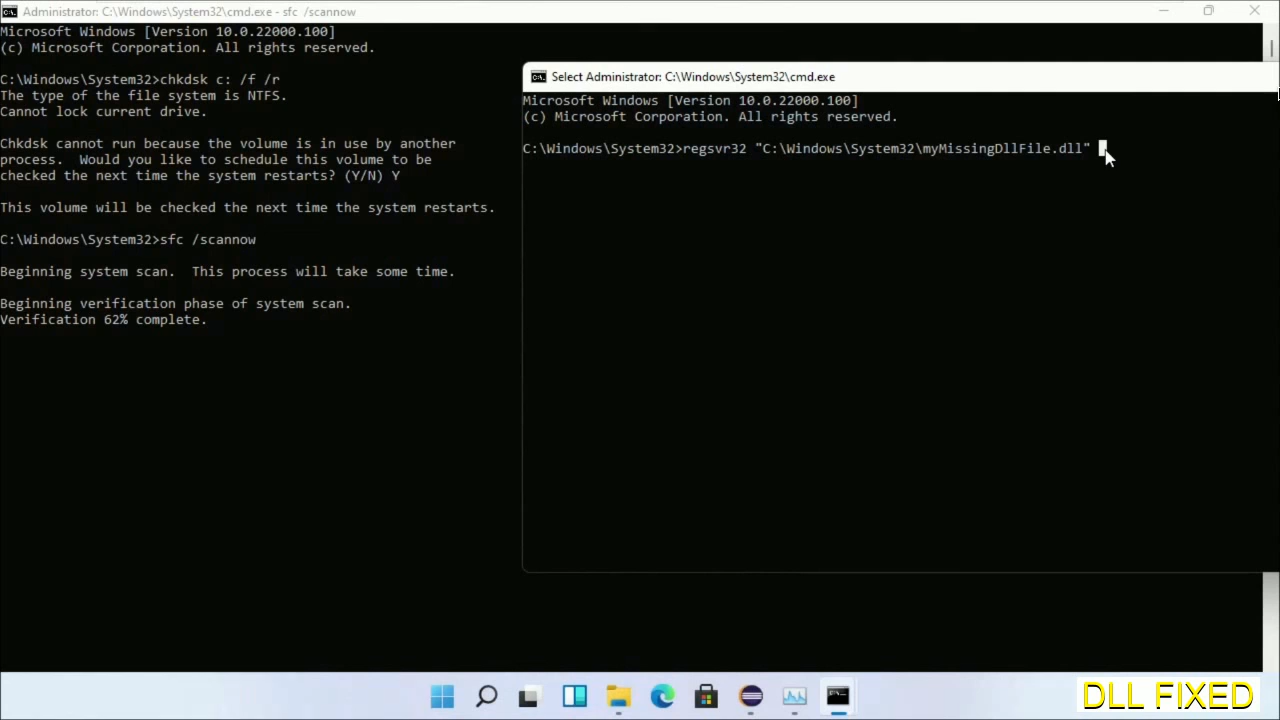 Administrator: C:\Windows\System32\cmd.exe - sfc /scannow
Microsoft Windows [Version 10.0.22000.100]
(c) Microsoft Corporation. All rights reserved.
C:\Windows\System32>chkdsk c: /f /r
The type of the file system is NTFS.
Cannot lock current drive.
Chkdsk cannot run because the volume is in use by another
process. Would you like to schedule this volume to be
checked the next time the system restarts? (Y/N) Y
This volume will be checked the next time the system restarts.
C:\Windows\System32>sfc /scannow
Beginning system scan. This process will take some time.
Beginning verification phase of system scan.
Verification 62% complete.
Select Administrator: C:\Windows\System32\cmd.exe
Microsoft Windows [Version 10.0.22000.100]
(c) Microsoft Corporation. All rights reserved.
C:\Windows\System32>regsvr32 "C:\Windows\System32\myMissingDllFile.dll"
DLL FIXED